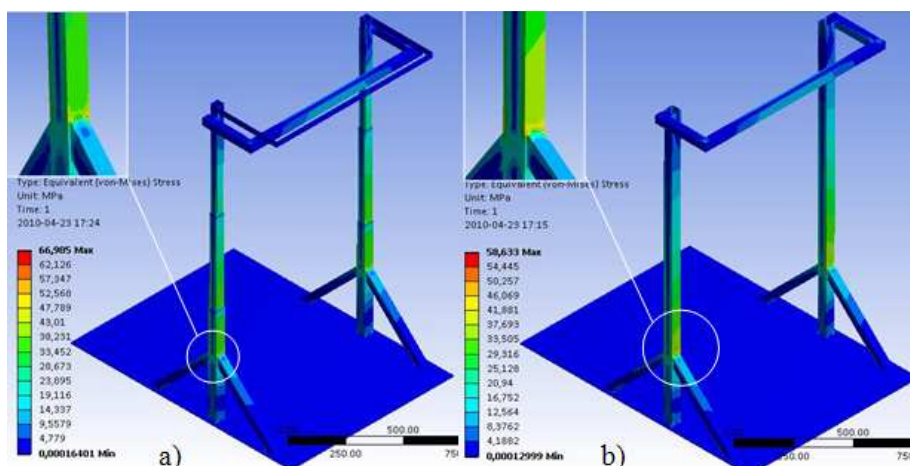 Type: Equivalent (von-Mises) Stress
Unit: MPa
Time: 1
2010-04-23 17:24
66,985 Max
62,126
57,347
52,568
47,789
43,01
38,231
33,452
28,673
23,895
19,116
14,337
9,5579
4,779
0,00016401 Min
a)
500.00
250.00
Type: Equivalent (von-Mises) Stress
Unit: MPa
Time: 1
2010-04-23 17:15
58,633 Max
54,445
50,257
46,069
41,881
37,693
33,505
29,316
25,128
20,94
16,752
12,564
8,3762
4,1882
0,00012999 Min
b)
500.00